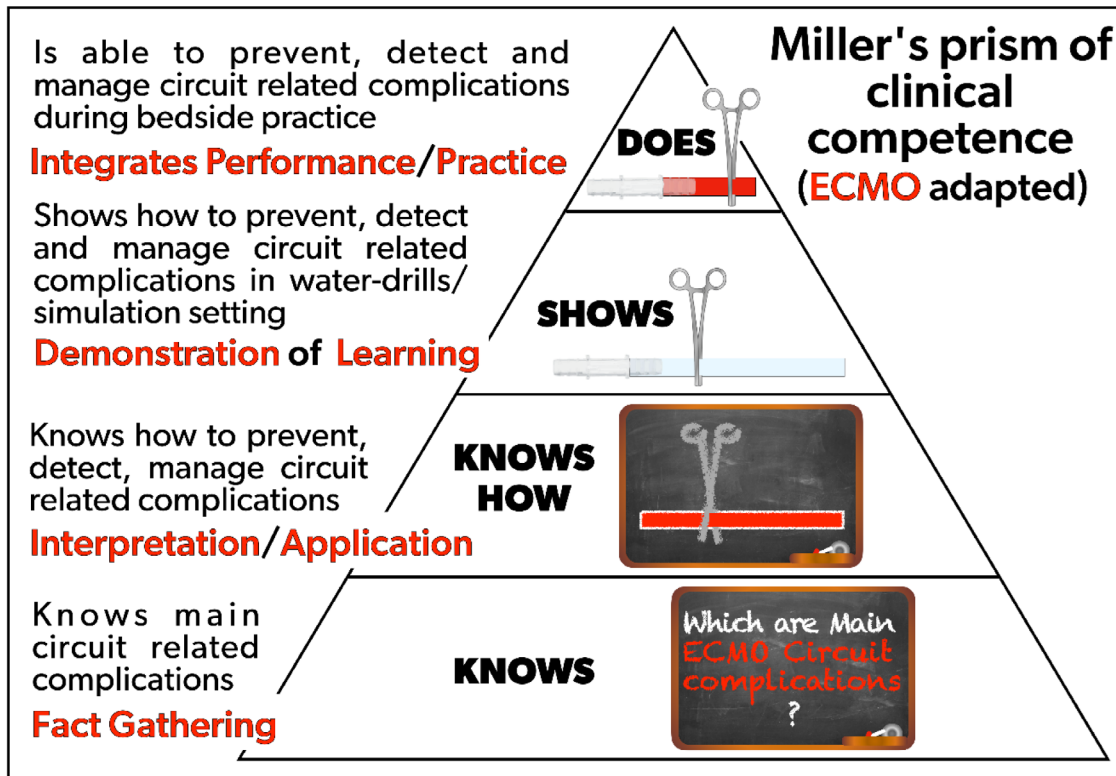 Miller's prism of
clinical
competence
(ECMO adapted)
Is able to prevent, detect and
manage circuit related complications
during bedside practice
Integrates Performance/Practice
DOES
Shows how to prevent, detect
and manage circuit related
complications in water-drills/
simulation setting
Demonstration of Learning
SHOWS
Knows how to prevent,
detect, manage circuit
related complications
Interpretation/Application
KNOWS
HOW
Knows main
circuit related
complications
Fact Gathering
KNOWS
Which are Main
ECMO Circuit
complications
?